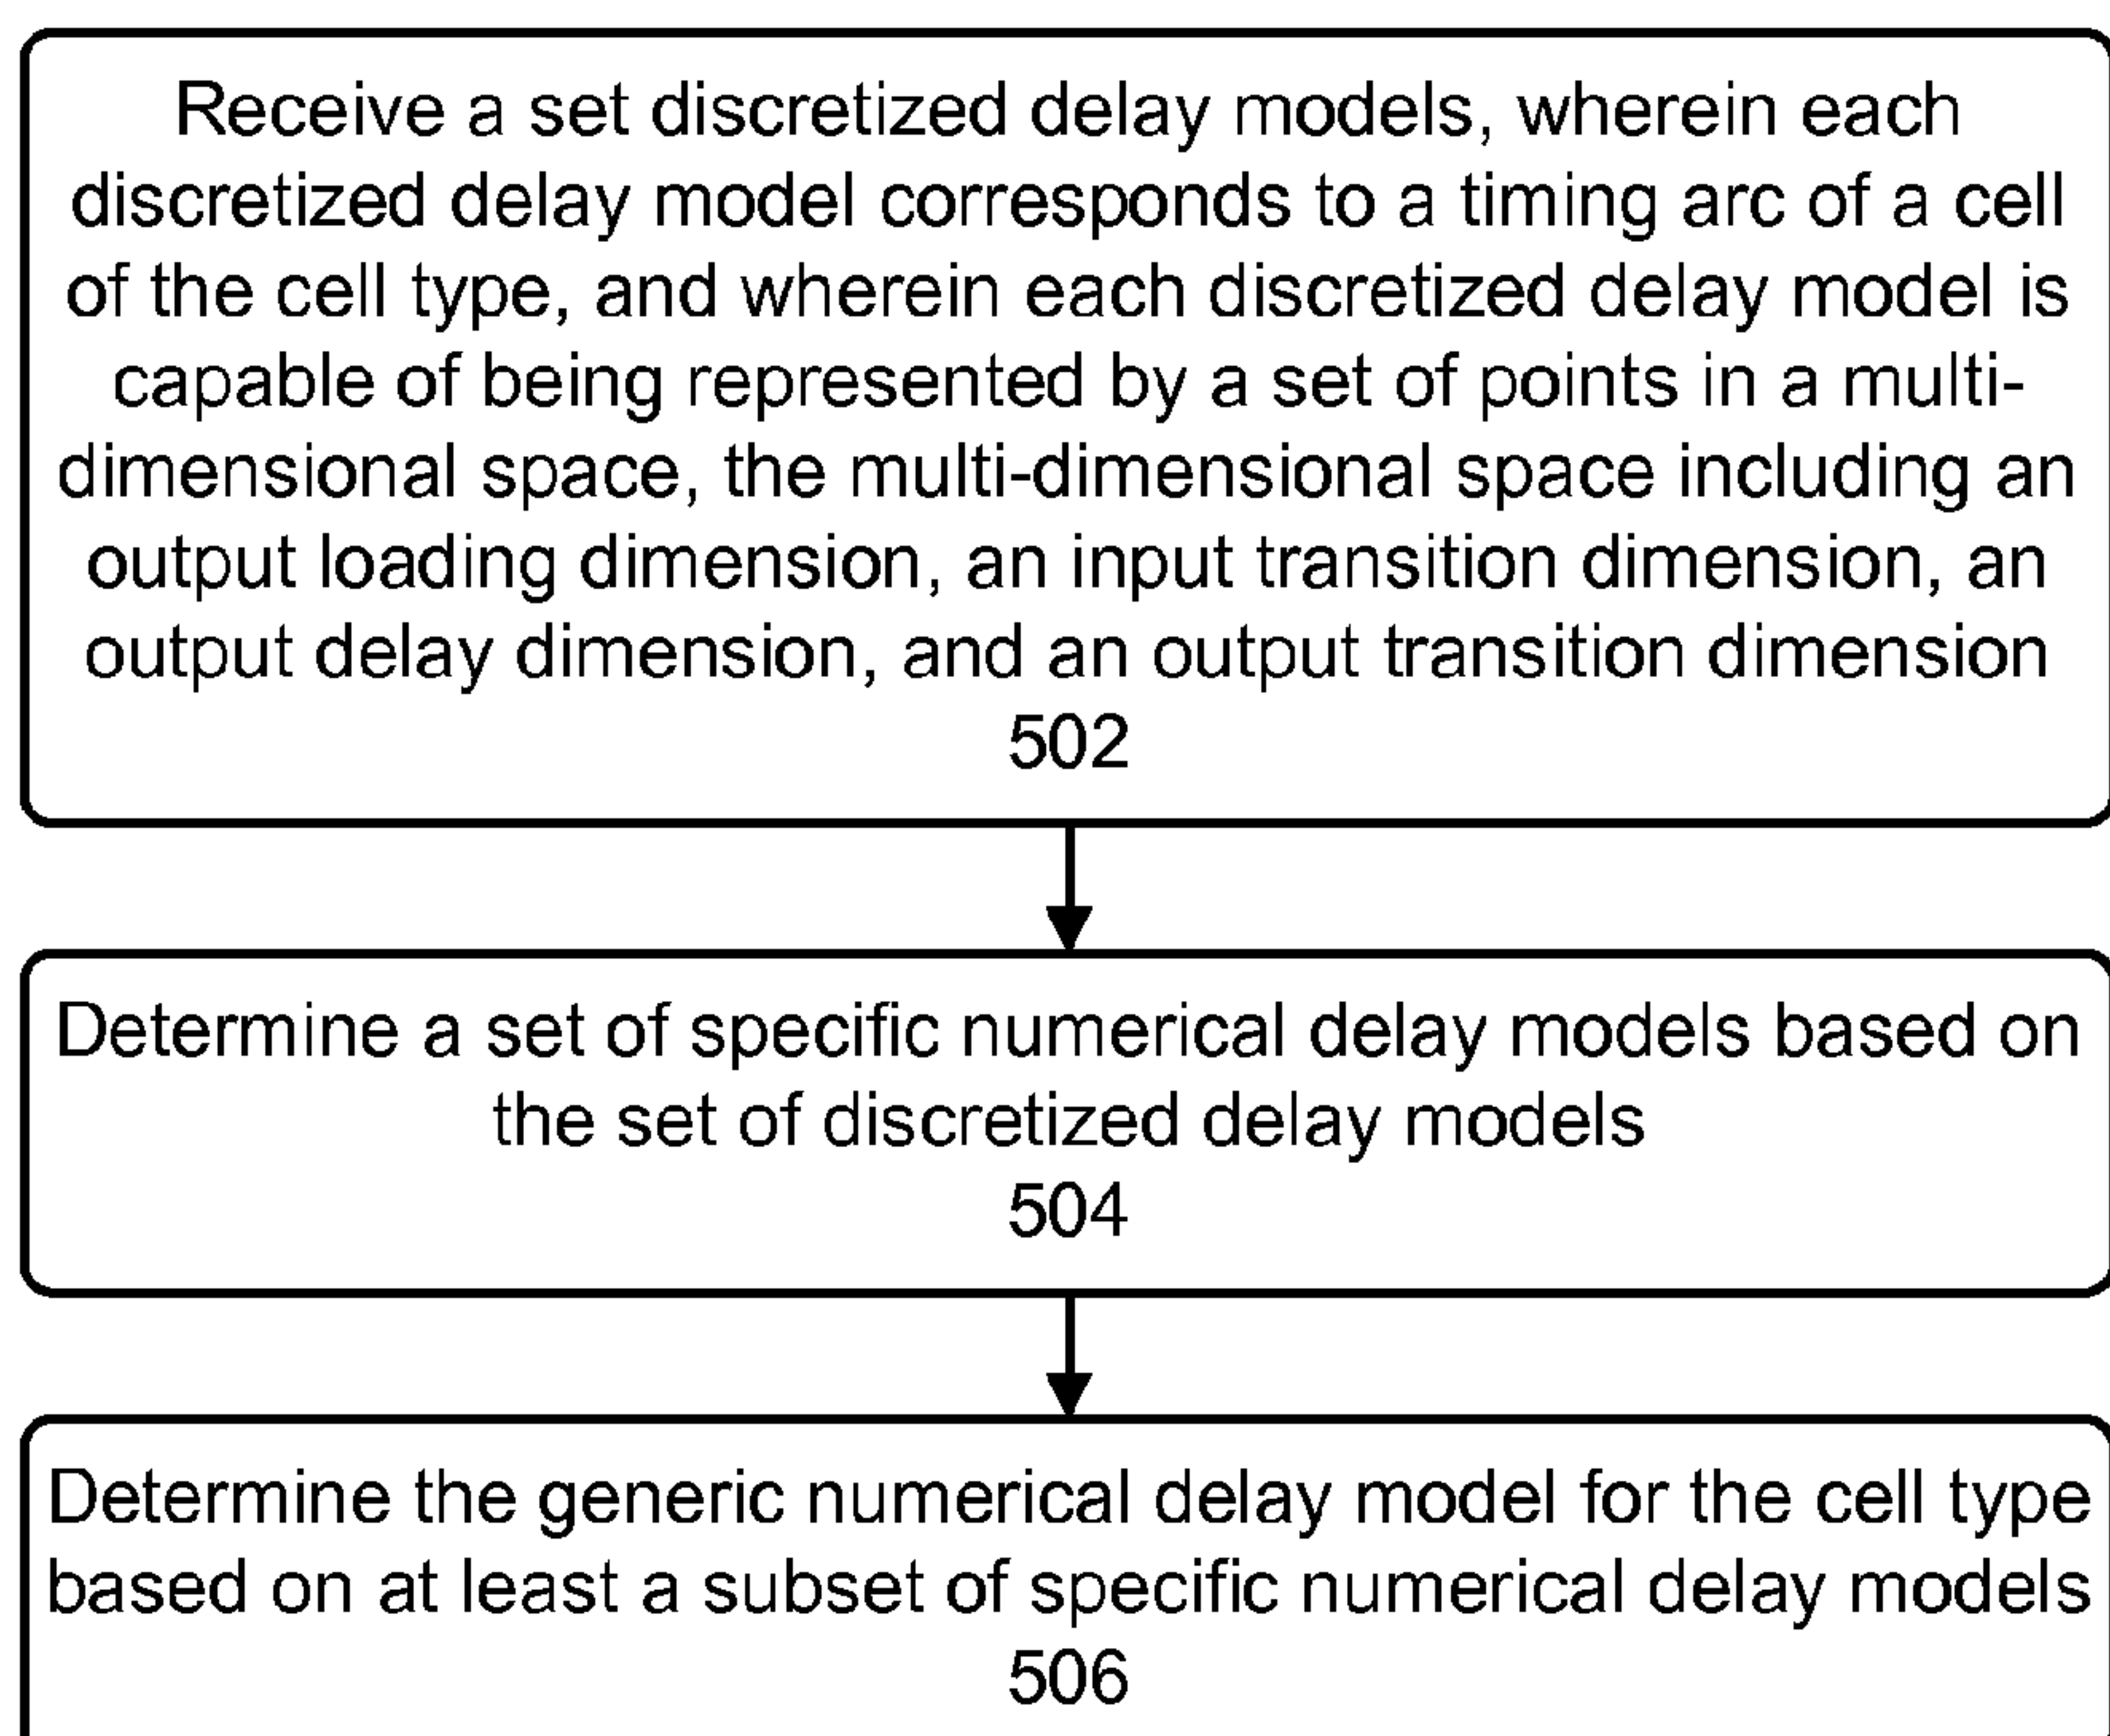 Receive a set discretized delay models, wherein each
discretized delay model corresponds to a timing arc of a cell
of the cell type, and wherein each discretized delay model is
capable of being represented by a set of points in a multi-
dimensional space, the multi-dimensional space including an
output loading dimension, an input transition dimension, an
output delay dimension, and an output transition dimension
502
Determine a set of specific numerical delay models based on
the set of discretized delay models
504
Determine the generic numerical delay model for the cell type
based on at least a subset of specific numerical delay models
506